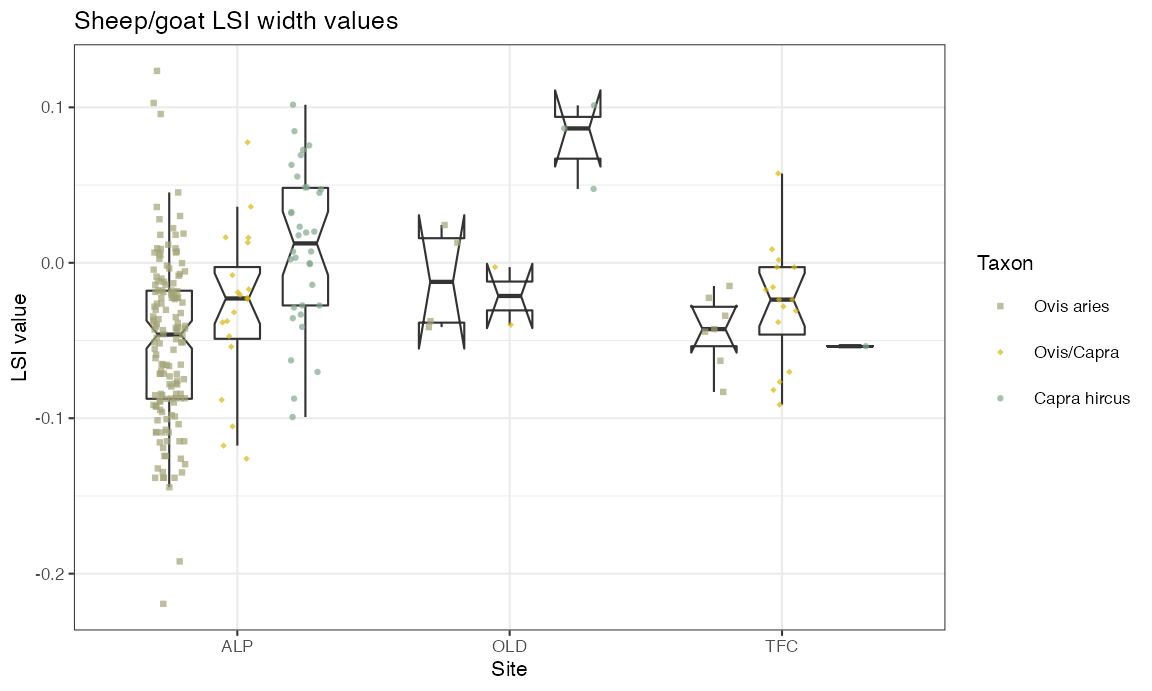 Sheep/goat LSI width values
0.1
0.0
-0.1
-0.2
LSI value
ALP
OLD
TFC
Site
Taxon
Ovis aries
Ovis/Capra
Capra hircus